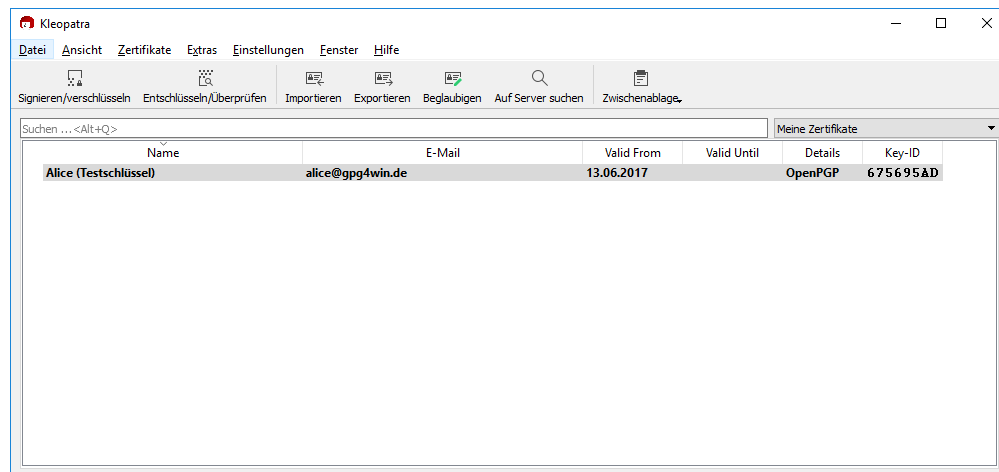 Kleopatra
Datei Ansicht Zertifikate Extras Einstellungen Fenster Hilfe
Signieren/verschlüsseln Entschlüsseln/Überprüfen Importieren Exportieren Beglaubigen Auf Server suchen Zwischenablage
Suchen ...<Alt+Q> Meine Zertifikate
Name E-Mail Valid From Valid Until Details Key-ID
Alice (Testschlüssel) alice@gpg4win.de 13.06.2017 OpenPGP 675695AD